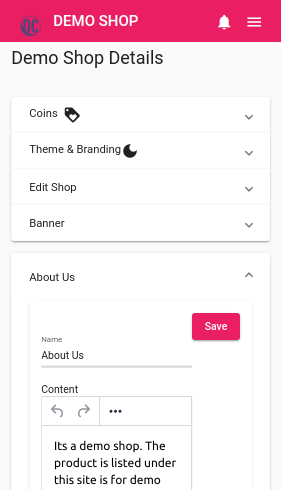 QC
DEMO SHOP
Demo Shop Details
Coins
Theme & Branding
Edit Shop
Banner
About Us
Save
Name
About Us
Content
Its a demo shop. The
product is listed under
this site is for demo